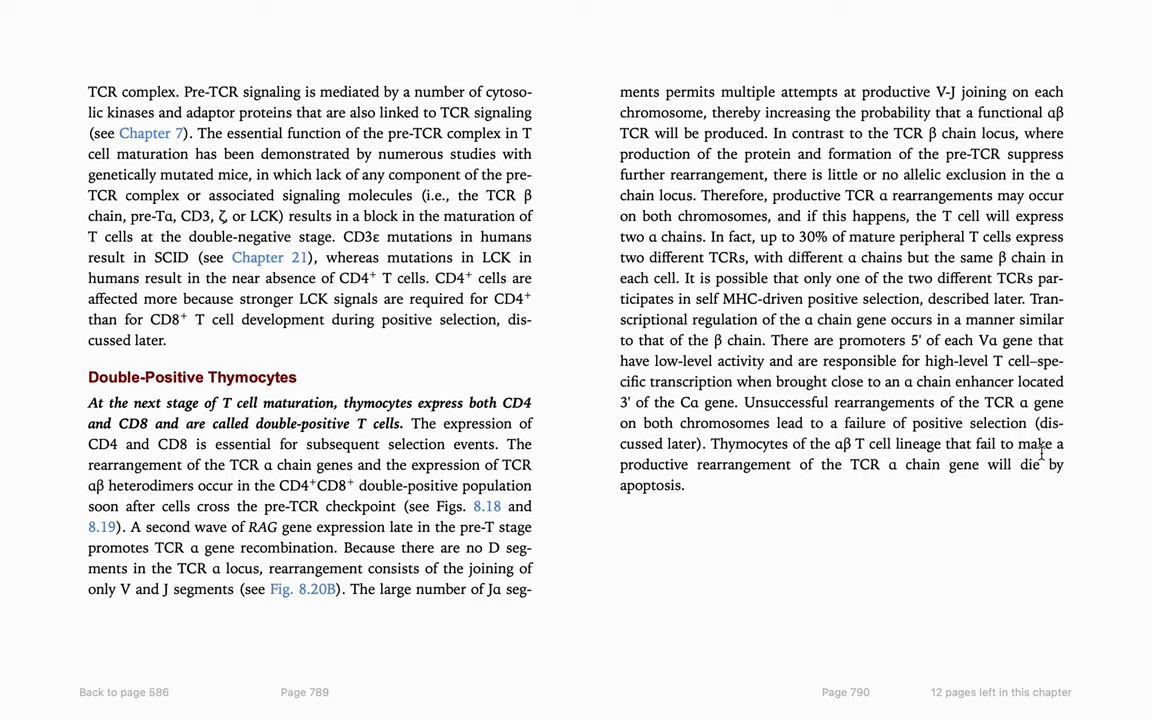 TCR complex. Pre-TCR signaling is mediated by a number of cytoso-
lic kinases and adaptor proteins that are also linked to TCR signaling
(see Chapter 7). The essential function of the pre-TCR complex in T
cell maturation has been demonstrated by numerous studies with
genetically mutated mice, in which lack of any component of the pre-
TCR complex or associated signaling molecules (i.e., the TCR β
chain, pre-Tα, CD3, ζ, or LCK) results in a block in the maturation of
T cells at the double-negative stage. CD3ε mutations in humans
result in SCID (see Chapter 21), whereas mutations in LCK in
humans result in the near absence of CD4⁺ T cells. CD4⁺ cells are
affected more because stronger LCK signals are required for CD4⁺
than for CD8⁺ T cell development during positive selection, dis-
cussed later.
Double-Positive Thymocytes
At the next stage of T cell maturation, thymocytes express both CD4
and CD8 and are called double-positive T cells. The expression of
CD4 and CD8 is essential for subsequent selection events. The
rearrangement of the TCR α chain genes and the expression of TCR
αβ heterodimers occur in the CD4⁺CD8⁺ double-positive population
soon after cells cross the pre-TCR checkpoint (see Figs. 8.18 and
8.19). A second wave of RAG gene expression late in the pre-T stage
promotes TCR α gene recombination. Because there are no D seg-
ments in the TCR α locus, rearrangement consists of the joining of
only V and J segments (see Fig. 8.20B). The large number of Jα seg-
ments permits multiple attempts at productive V-J joining on each
chromosome, thereby increasing the probability that a functional αβ
TCR will be produced. In contrast to the TCR β chain locus, where
production of the protein and formation of the pre-TCR suppress
further rearrangement, there is little or no allelic exclusion in the α
chain locus. Therefore, productive TCR α rearrangements may occur
on both chromosomes, and if this happens, the T cell will express
two α chains. In fact, up to 30% of mature peripheral T cells express
two different TCRs, with different α chains but the same β chain in
each cell. It is possible that only one of the two different TCRs par-
ticipates in self MHC-driven positive selection, described later. Tran-
scriptional regulation of the α chain gene occurs in a manner similar
to that of the β chain. There are promoters 5' of each Vα gene that
have low-level activity and are responsible for high-level T cell–spe-
cific transcription when brought close to an α chain enhancer located
3' of the Cα gene. Unsuccessful rearrangements of the TCR α gene
on both chromosomes lead to a failure of positive selection (dis-
cussed later). Thymocytes of the αβ T cell lineage that fail to make a
productive rearrangement of the TCR α chain gene will die by
apoptosis.
Back to page 586
Page 789
Page 790
12 pages left in this chapter